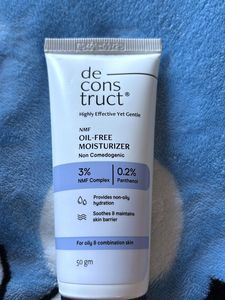 de
cons
truct®
Highly Effective Yet Gentle
NMF
OIL-FREE
MOISTURIZER
Non Comedogenic
3%
NMF Complex
0.2%
Panthenol
Provides non-oily
hydration
Soothes & maintains
skin barrier
For oily & combination skin
50 gm